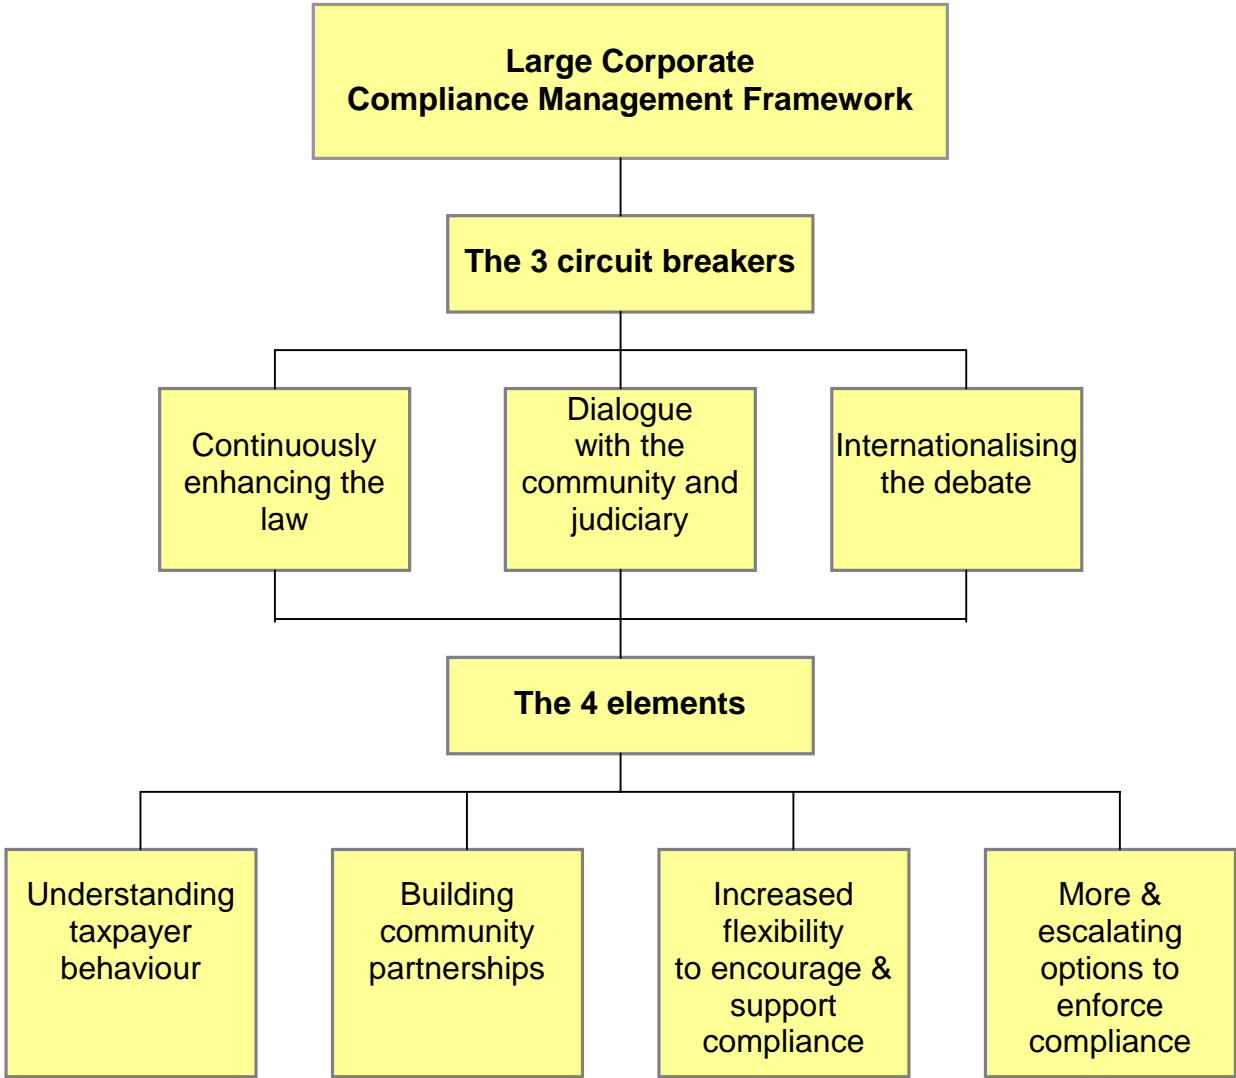 Large Corporate
Compliance Management Framework
The 3 circuit breakers
Continuously
enhancing the
law
Dialogue
with the
community and
judiciary
Internationalising
the debate
The 4 elements
Understanding
taxpayer
behaviour
Building
community
partnerships
Increased
flexibility
to encourage &
support
compliance
More &
escalating
options to
enforce
compliance